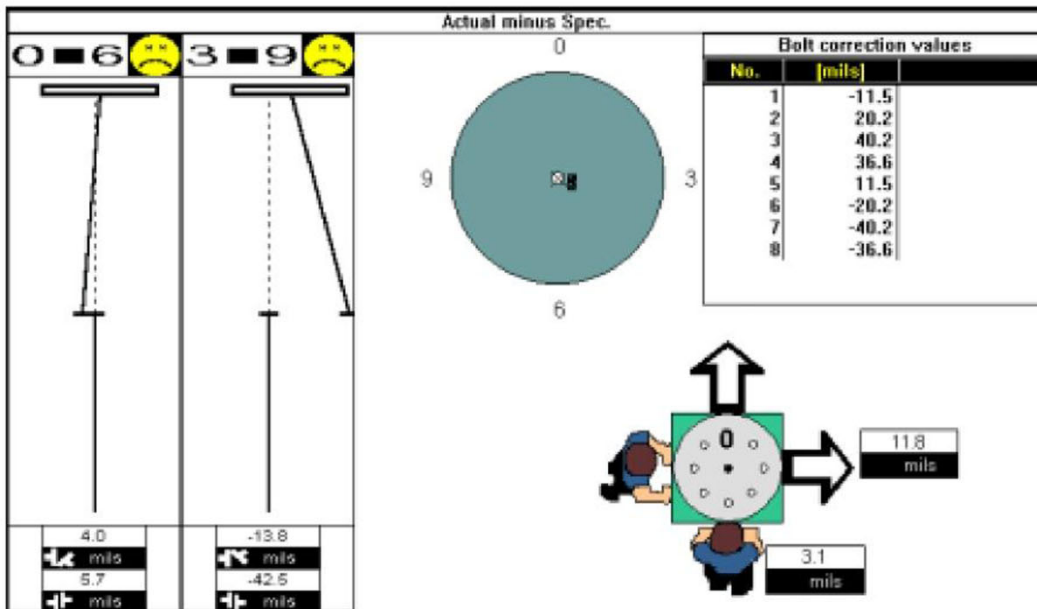 Actual minus Spec.
0 ■ 6
3 ■ 9
0
9
3
6
Bolt correction values
No. [mils]
1 -11.5
2 20.2
3 40.2
4 36.6
5 11.5
6 -20.2
7 -40.2
8 -36.6
0
11.8
mils
3.1
mils
4.0
mils
5.7
mils
-13.8
mils
-42.5
mils